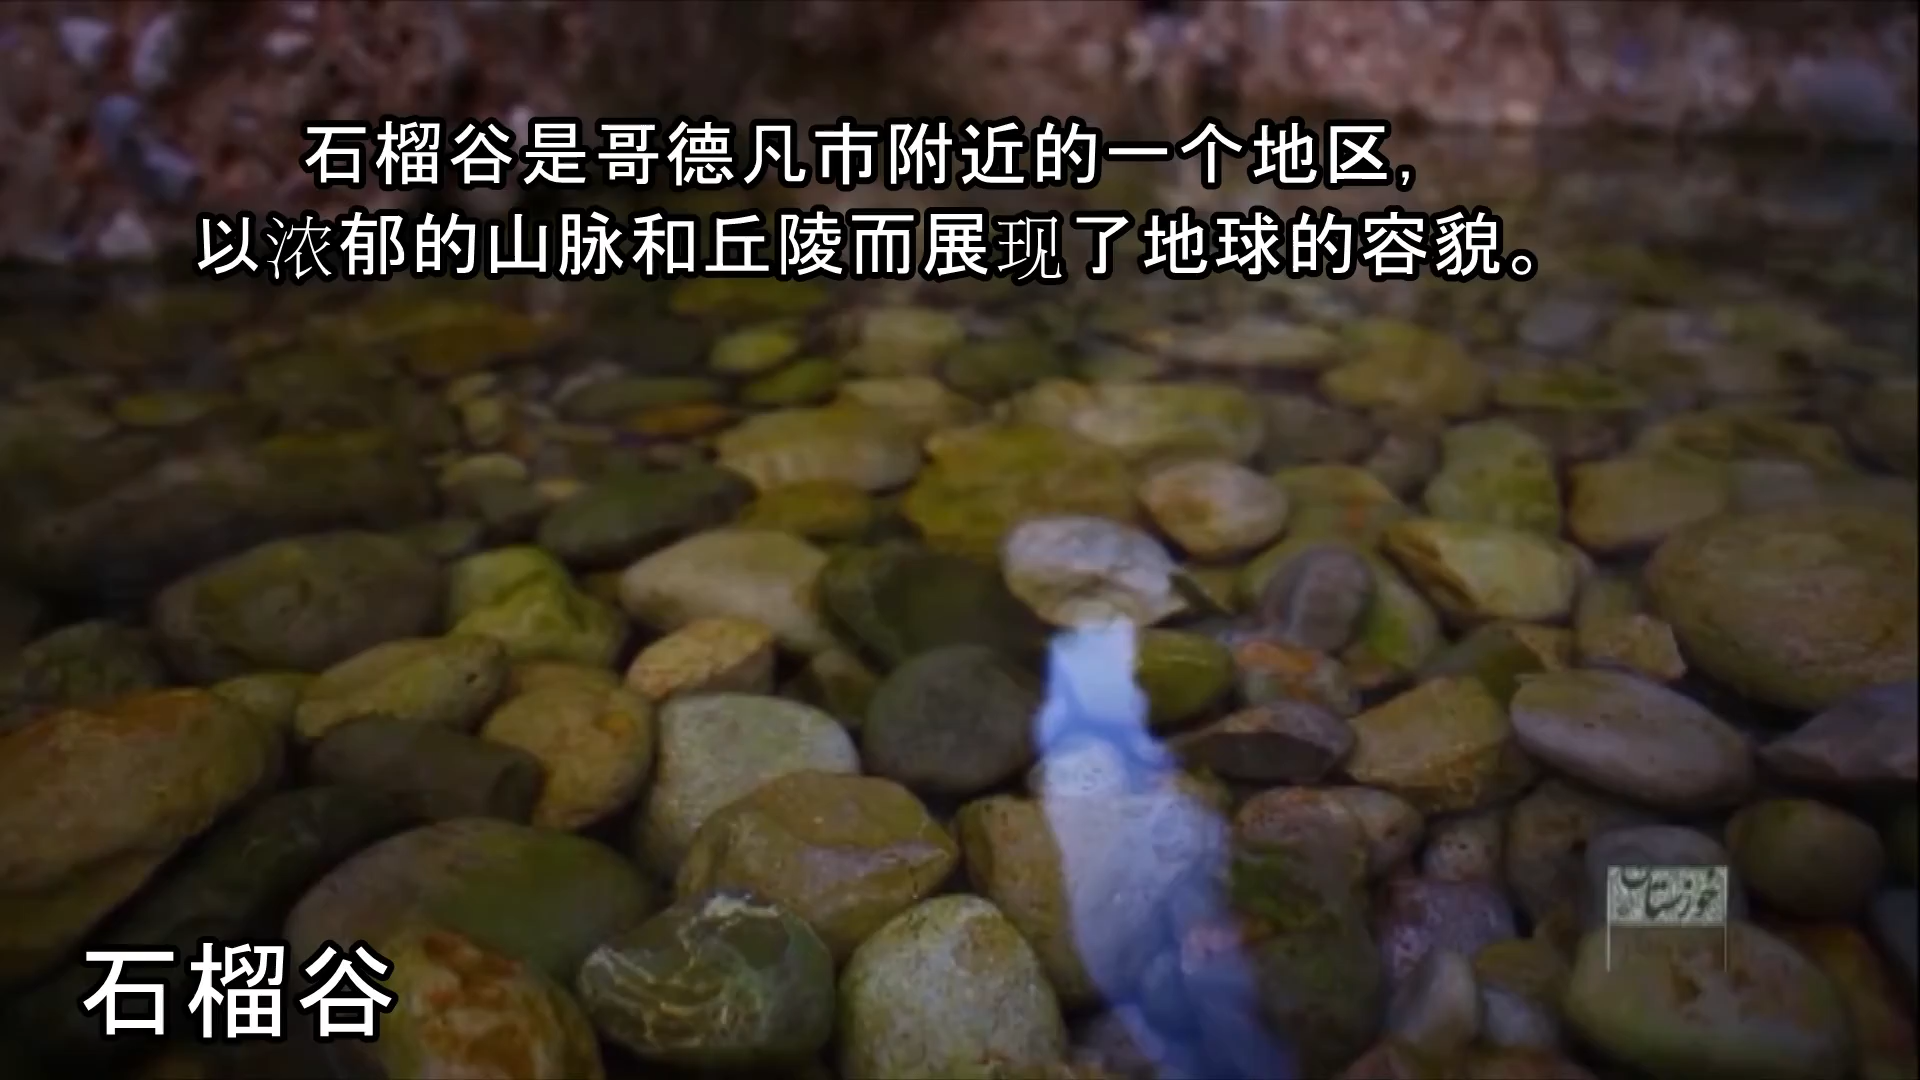 石榴谷是哥德凡市附近的一个地区，
以浓郁的山脉和丘陵而展现了地球的容貌。
石榴谷
خوزستان